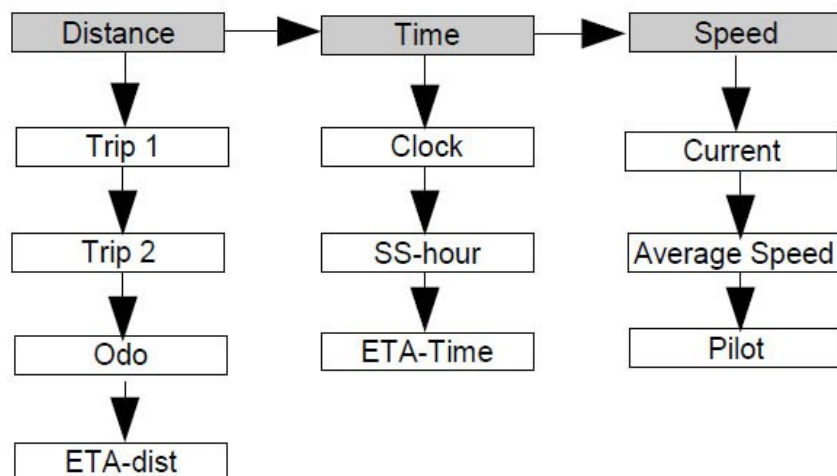 Distance
Time
Speed
Trip 1
Clock
Current
Trip 2
SS-hour
Average Speed
Odo
ETA-Time
Pilot
ETA-dist